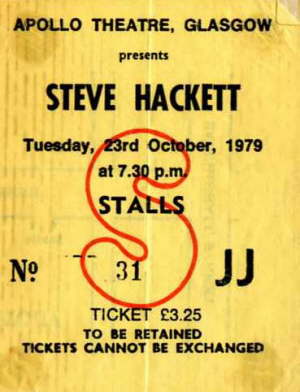 APOLLO THEATRE, GLASGOW
presents
STEVE HACKETT
Tuesday, 23rd October, 1979
at 7.30 p.m.
STALLS
S
Nº 31 JJ
TICKET £3.25
TO BE RETAINED
TICKETS CANNOT BE EXCHANGED